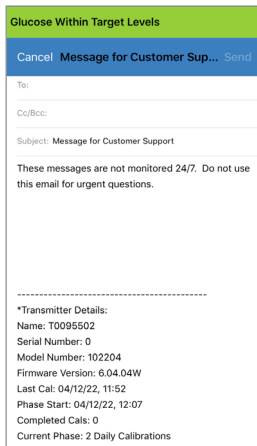 Glucose Within Target Levels
Cancel Message for Customer Sup... Send
To:
Cc/Bcc:
Subject: Message for Customer Support
These messages are not monitored 24/7. Do not use
this email for urgent questions.
-------------------------------------------
*Transmitter Details:
Name: T0095502
Serial Number: 0
Model Number: 102204
Firmware Version: 6.04.04W
Last Cal: 04/12/22, 11:52
Phase Start: 04/12/22, 12:07
Completed Cals: 0
Current Phase: 2 Daily Calibrations